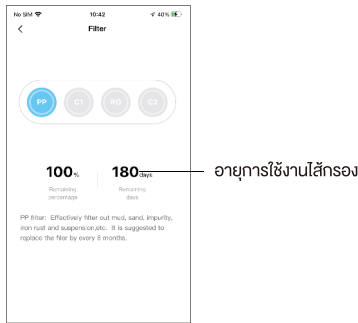 No SIM 10:42 40%
Filter
PP C1 RO C2
100% 180days
Remaining percentage Remaining days
อายุการใช้งานไส้กรอง
PP filter: Effectively filter out mud, sand, impurity,
iron rust and suspension,etc. It is suggested to
replace the filer by every 6 months.